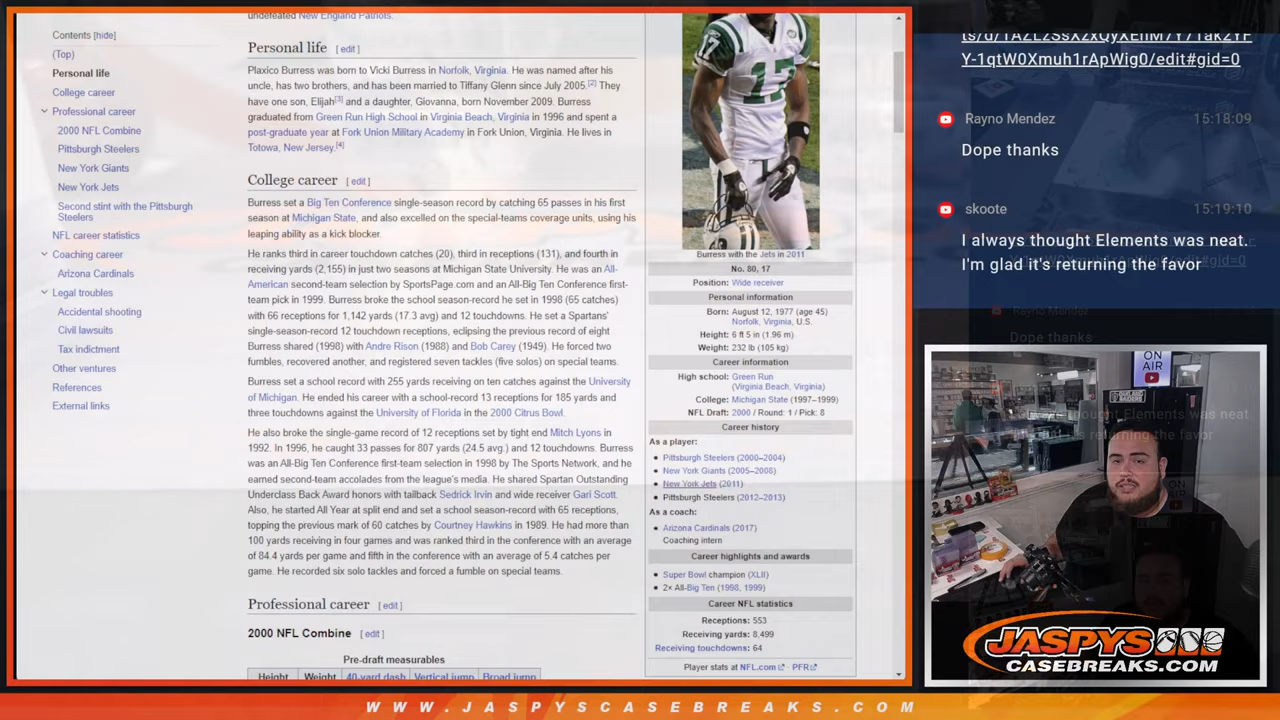 Contents [hide]
(Top)
Personal life
College career
Professional career
2000 NFL Combine
Pittsburgh Steelers
New York Giants
New York Jets
Second stint with the Pittsburgh
Steelers
NFL career statistics
Coaching career
Arizona Cardinals
Legal troubles
Accidental shooting
Civil lawsuits
Tax indictment
Other ventures
References
External links
undefeated New England Patriots.
Personal life [ edit ]
Plaxico Burress was born to Vicki Burress in Norfolk, Virginia. He was named after his
uncle, has two brothers, and has been married to Tiffany Glenn since July 2005.[2] They
have one son, Elijah[3] and a daughter, Giovanna, born November 2009. Burress
graduated from Green Run High School in Virginia Beach, Virginia in 1996 and spent a
post-graduate year at Fork Union Military Academy in Fork Union, Virginia. He lives in
Totowa, New Jersey.[4]
College career [ edit ]
Burress set a Big Ten Conference single-season record by catching 65 passes in his first
season at Michigan State, and also excelled on the special-teams coverage units, using his
leaping ability as a kick blocker.
He ranks third in career touchdown catches (20), third in receptions (131), and fourth in
receiving yards (2,155) in just two seasons at Michigan State University. He was an All-
American second-team selection by SportsPage.com and an All-Big Ten Conference first-
team pick in 1999. Burress broke the school season-record he set in 1998 (65 catches)
with 66 receptions for 1,142 yards (17.3 avg) and 12 touchdowns. He set a Spartans'
single-season-record 12 touchdown receptions, eclipsing the previous record of eight
Burress shared (1998) with Andre Rison (1988) and Bob Carey (1949). He forced two
fumbles, recovered another, and registered seven tackles (five solos) on special teams.
Burress set a school record with 255 yards receiving on ten catches against the University
of Michigan. He ended his career with a school-record 13 receptions for 185 yards and
three touchdowns against the University of Florida in the 2000 Citrus Bowl.
He also broke the single-game record of 12 receptions set by tight end Mitch Lyons in
1992. In 1996, he caught 33 passes for 807 yards (24.5 avg.) and 12 touchdowns. Burress
was an All-Big Ten Conference first-team selection in 1998 by The Sports Network, and he
earned second-team accolades from the league's media. He shared Spartan Outstanding
Underclass Back Award honors with tailback Sedrick Irvin and wide receiver Gari Scott.
Also, he started All Year at split end and set a school season-record with 65 receptions,
topping the previous mark of 60 catches by Courtney Hawkins in 1989. He had more than
100 yards receiving in four games and was ranked third in the conference with an average
of 84.4 yards per game and fifth in the conference with an average of 5.4 catches per
game. He recorded six solo tackles and forced a fumble on special teams.
Professional career [ edit ]
2000 NFL Combine [ edit ]
Pre-draft measurables
Height Weight 40-yard dash Vertical jump Broad jump
17
Burress with the Jets in 2011
No. 80, 17
Position: Wide receiver
Personal information
Born: August 12, 1977 (age 45)
Norfolk, Virginia, U.S.
Height: 6 ft 5 in (1.96 m)
Weight: 232 lb (105 kg)
Career information
High school: Green Run
(Virginia Beach, Virginia)
College: Michigan State (1997–1999)
NFL Draft: 2000 / Round: 1 / Pick: 8
Career history
As a player:
Pittsburgh Steelers (2000–2004)
New York Giants (2005–2008)
New York Jets (2011)
Pittsburgh Steelers (2012–2013)
As a coach:
Arizona Cardinals (2017)
Coaching intern
Career highlights and awards
Super Bowl champion (XLII)
2× All-Big Ten (1998, 1999)
Career NFL statistics
Receptions: 553
Receiving yards: 8,499
Receiving touchdowns: 64
Player stats at NFL.com · PFR
Y-1qtW0Xmuh1rApWig0/edit#gid=0
Rayno Mendez 15:18:09
Dope thanks
skoote 15:19:10
I always thought Elements was neat.
I'm glad it's returning the favor
Rayno Mendez
Dope thanks
ON
AIR
JASPYS
CASEBREAKS.COM
WWW.JASPYSCASEBREAKS.COM